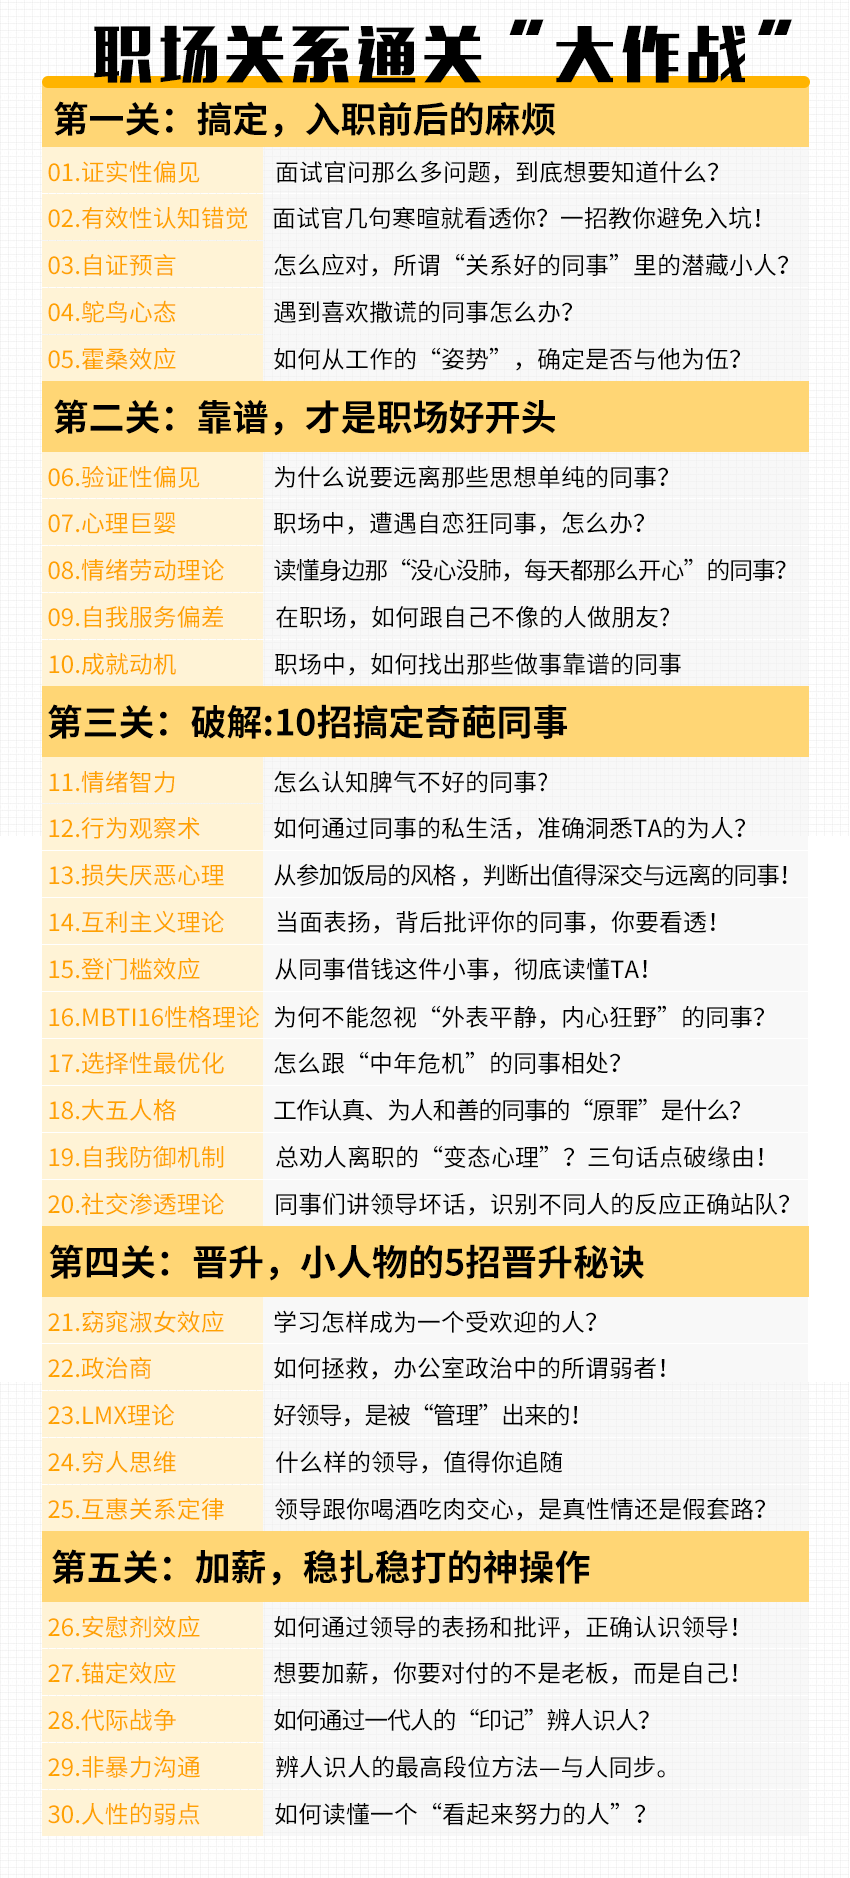 职场关系通关“大作战”
第一关：搞定，入职前后的麻烦
01.证实性偏见 面试官问那么多问题，到底想要知道什么？
02.有效性认知错觉 面试官几句寒暄就看透你？一招教你避免入坑！
03.自证预言 怎么应对，所谓“关系好的同事”里的潜藏小人？
04.鸵鸟心态 遇到喜欢撒谎的同事怎么办？
05.霍桑效应 如何从工作的“姿势”，确定是否与他为伍？
第二关：靠谱，才是职场好开头
06.验证性偏见 为什么说要远离那些思想单纯的同事？
07.心理巨婴 职场中，遭遇自恋狂同事，怎么办？
08.情绪劳动理论 读懂身边那“没心没肺，每天都那么开心”的同事？
09.自我服务偏差 在职场，如何跟自己不像的人做朋友？
10.成就动机 职场中，如何找出那些做事靠谱的同事
第三关：破解:10招搞定奇葩同事
11.情绪智力 怎么认知脾气不好的同事？
12.行为观察术 如何通过同事的私生活，准确洞悉TA的为人？
13.损失厌恶心理 从参加饭局的风格，判断出值得深交与远离的同事！
14.互利主义理论 当面表扬，背后批评你的同事，你要看透！
15.登门槛效应 从同事借钱这件小事，彻底读懂TA！
16.MBTI16性格理论 为何不能忽视“外表平静，内心狂野”的同事？
17.选择性最优化 怎么跟“中年危机”的同事相处？
18.大五人格 工作认真、为人和善的同事的“原罪”是什么？
19.自我防御机制 总劝人离职的“变态心理”？三句话点破缘由！
20.社交渗透理论 同事们讲领导坏话，识别不同人的反应正确站队？
第四关：晋升，小人物的5招晋升秘诀
21.窈窕淑女效应 学习怎样成为一个受欢迎的人？
22.政治商 如何拯救，办公室政治中的所谓弱者！
23.LMX理论 好领导，是被“管理”出来的！
24.穷人思维 什么样的领导，值得你追随
25.互惠关系定律 领导跟你喝酒吃肉交心，是真性情还是假套路？
第五关：加薪，稳扎稳打的神操作
26.安慰剂效应 如何通过领导的表扬和批评，正确认识领导！
27.锚定效应 想要加薪，你要对付的不是老板，而是自己！
28.代际战争 如何通过一代人的“印记”辨人识人？
29.非暴力沟通 辨人识人的最高段位方法—与人同步。
30.人性的弱点 如何读懂一个“看起来努力的人”？